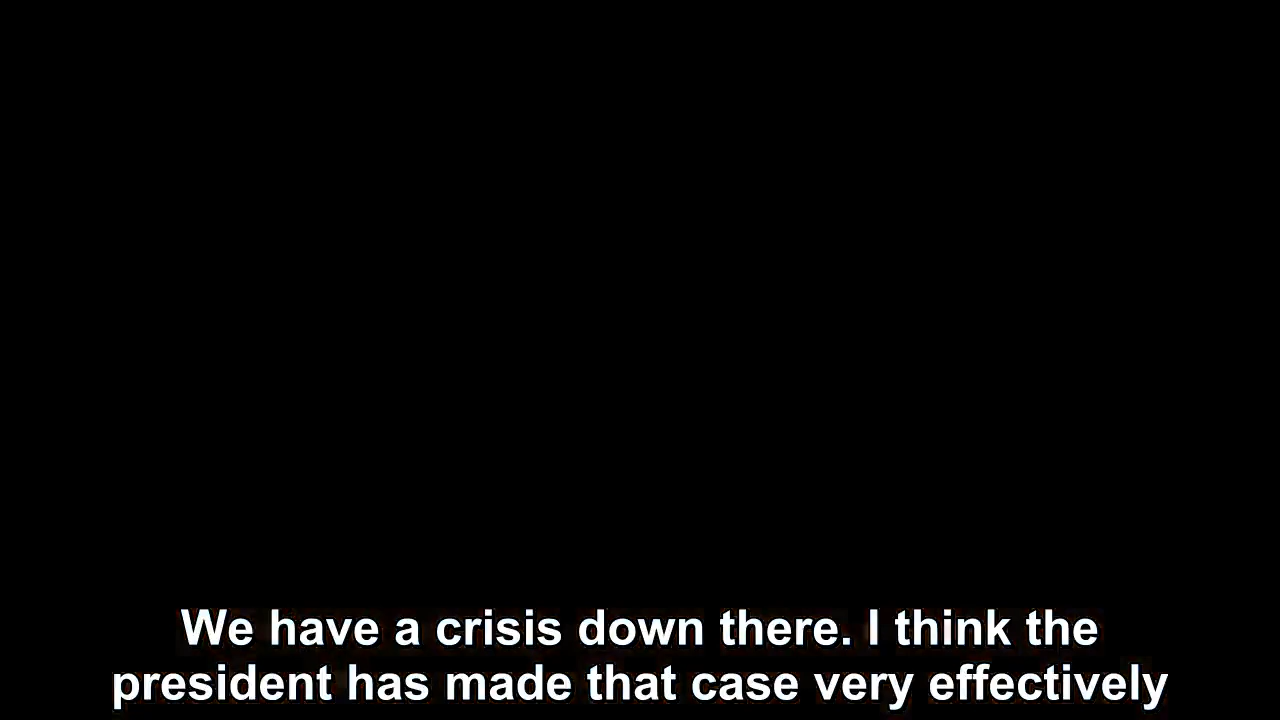 We have a crisis down there. I think the
president has made that case very effectively